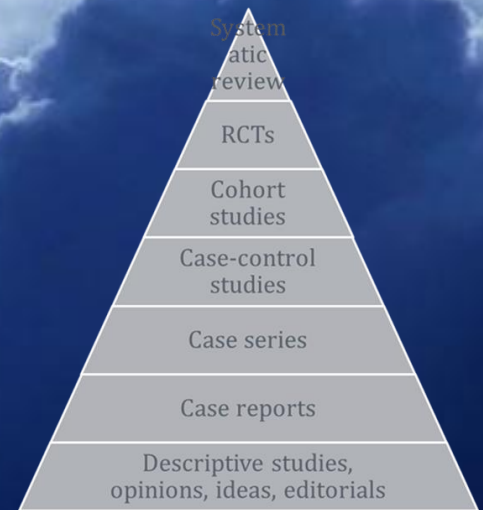 System
atic
review
RCTs
Cohort
studies
Case-control
studies
Case series
Case reports
Descriptive studies,
opinions, ideas, editorials